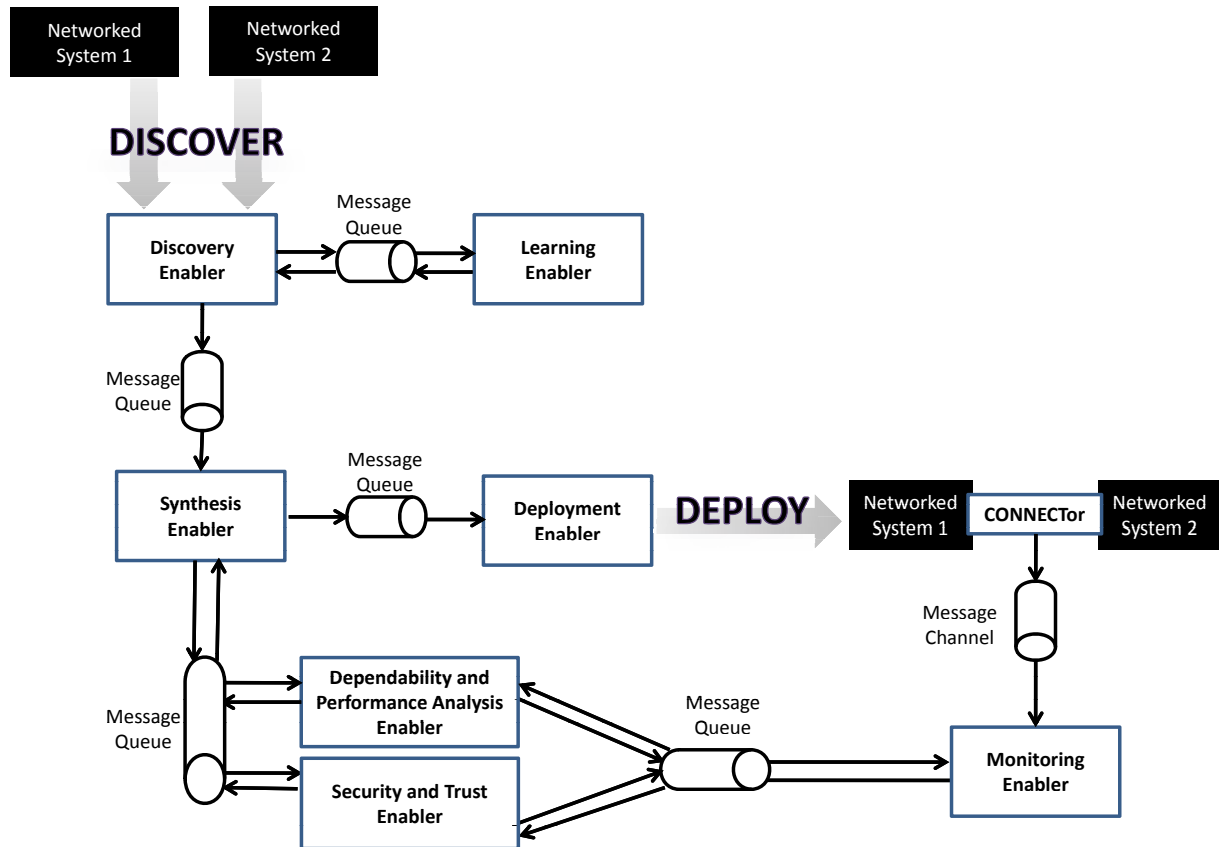 Networked
System 1
Networked
System 2
DISCOVER
Message
Queue
Discovery
Enabler
Learning
Enabler
Message
Queue
Message
Queue
Synthesis
Enabler
Deployment
Enabler
DEPLOY
Networked
System 1
CONNECTor
Networked
System 2
Message
Channel
Dependability and
Performance Analysis
Enabler
Message
Queue
Message
Queue
Security and Trust
Enabler
Monitoring
Enabler